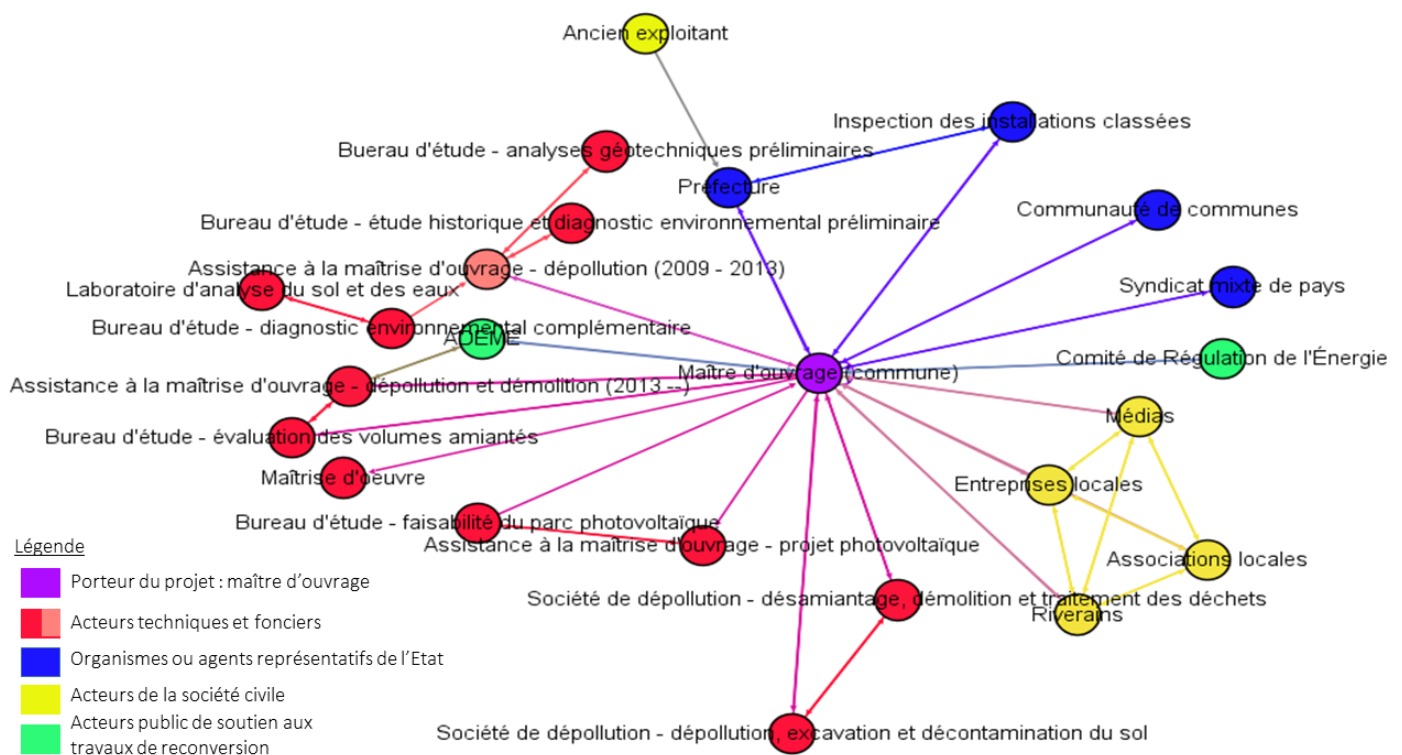 Ancien exploitant
Inspection des installations classées
Buerau d'étude - analyses géotechniques préliminaires
Préfecture
Communauté de communes
Bureau d'étude - étude historique et diagnostic environnemental préliminaire
Assistance à la maîtrise d'ouvrage - dépollution (2009 - 2013)
Laboratoire d'analyse du sol et des eaux
Syndicat mixte de pays
Bureau d'étude - diagnostic environnemental complémentaire
ADEME
Comité de Régulation de l'Énergie
Maître d'ouvrage (commune)
Assistance à la maîtrise d'ouvrage - dépollution et démolition (2013 --)
Médias
Bureau d'étude - évaluation des volumes amiantés
Maîtrise d'oeuvre
Entreprises locales
Bureau d'étude - faisabilité du parc photovoltaïque
Assistance à la maîtrise d'ouvrage - projet photovoltaïque
Associations locales
Société de dépollution - désamiantage, démolition et traitement des déchets
Riverains
Société de dépollution - dépollution, excavation et décontamination du sol
Légende
Porteur du projet : maître d'ouvrage
Acteurs techniques et fonciers
Organismes ou agents représentatifs de l'Etat
Acteurs de la société civile
Acteurs public de soutien aux
travaux de reconversion